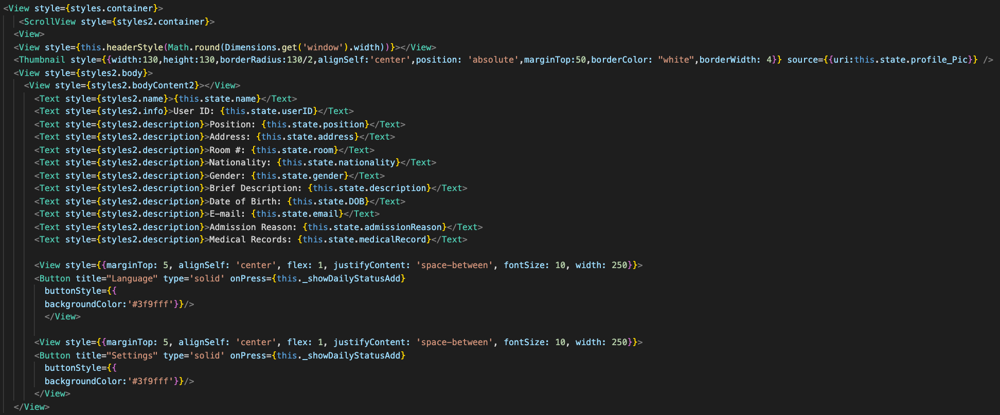 <View style={styles.container}>
<ScrollView style={styles2.container}>
<View>
<View style={this.headerStyle(Math.round(Dimensions.get('window').width))}></View>
<Thumbnail style={{width:130,height:130,borderRadius:130/2,alignSelf:'center',position: 'absolute',marginTop:50,borderColor: "white",borderWidth: 4}} source={{uri:this.state.profile_Pic}} />
<View style={styles2.body}>
<View style={styles2.bodyContent2}></View>
<Text style={styles2.name}>{this.state.name}</Text>
<Text style={styles2.info}>User ID: {this.state.userID}</Text>
<Text style={styles2.description}>Position: {this.state.position}</Text>
<Text style={styles2.description}>Address: {this.state.address}</Text>
<Text style={styles2.description}>Room #: {this.state.room}</Text>
<Text style={styles2.description}>Nationality: {this.state.nationality}</Text>
<Text style={styles2.description}>Gender: {this.state.gender}</Text>
<Text style={styles2.description}>Brief Description: {this.state.description}</Text>
<Text style={styles2.description}>Date of Birth: {this.state.DOB}</Text>
<Text style={styles2.description}>E-mail: {this.state.email}</Text>
<Text style={styles2.description}>Admission Reason: {this.state.admissionReason}</Text>
<Text style={styles2.description}>Medical Records: {this.state.medicalRecord}</Text>
<View style={{marginTop: 5, alignSelf: 'center', flex: 1, justifyContent: 'space-between', fontSize: 10, width: 250}}>
<Button title="Language" type='solid' onPress={this._showDailyStatusAdd}
buttonStyle={{
backgroundColor:'#3f9fff'}}/>
</View>
<View style={{marginTop: 5, alignSelf: 'center', flex: 1, justifyContent: 'space-between', fontSize: 10, width: 250}}>
<Button title="Settings" type='solid' onPress={this._showDailyStatusAdd}
buttonStyle={{
backgroundColor:'#3f9fff'}}/>
</View>
</View>